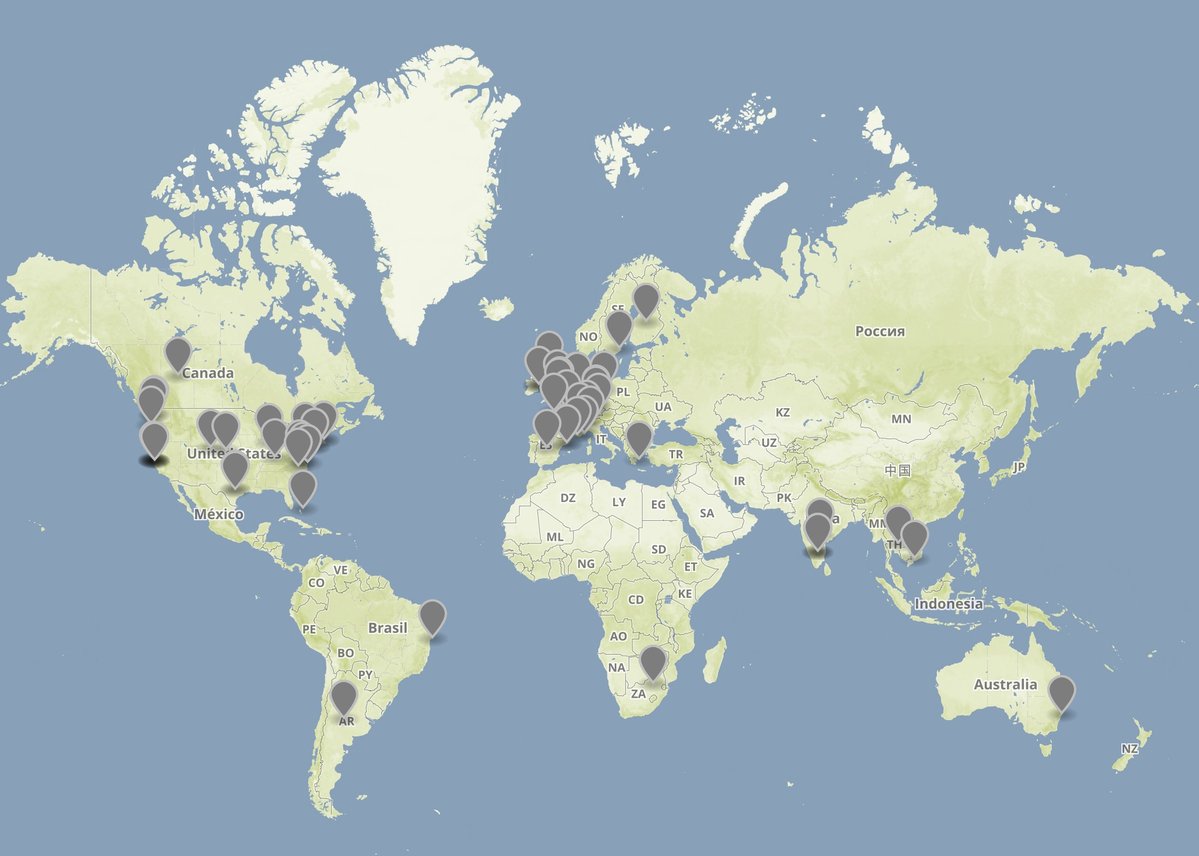 SE
NO
Россия
Canada
PL
UA
KZ
MN
UZ
IT
ES
United States
TR
中国
JP
IR
PK
DZ
LY
EG
SA
México
MM
ML
SD
TH
NG
ET
VE
CO
KE
CD
Indonesia
PE
Brasil
AO
BO
NA
PY
Australia
ZA
AR
NZ